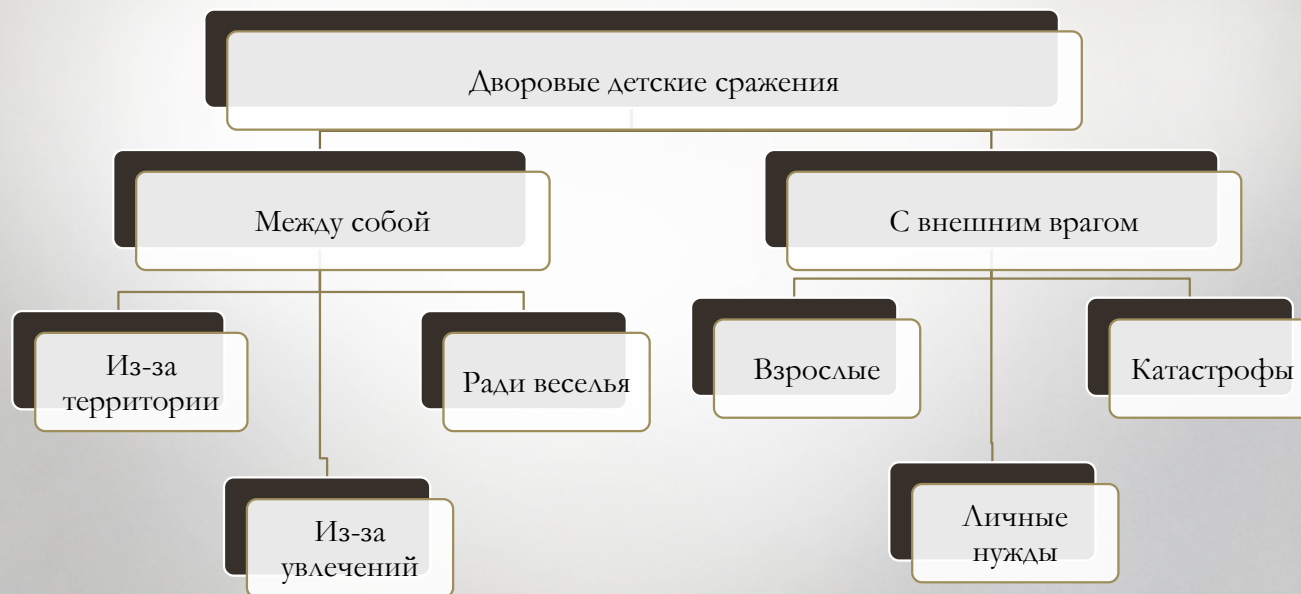 Дворовые детские сражения
Между собой
С внешним врагом
Из-за
территории
Ради веселья
Взрослые
Катастрофы
Из-за
увлечений
Личные
нужды